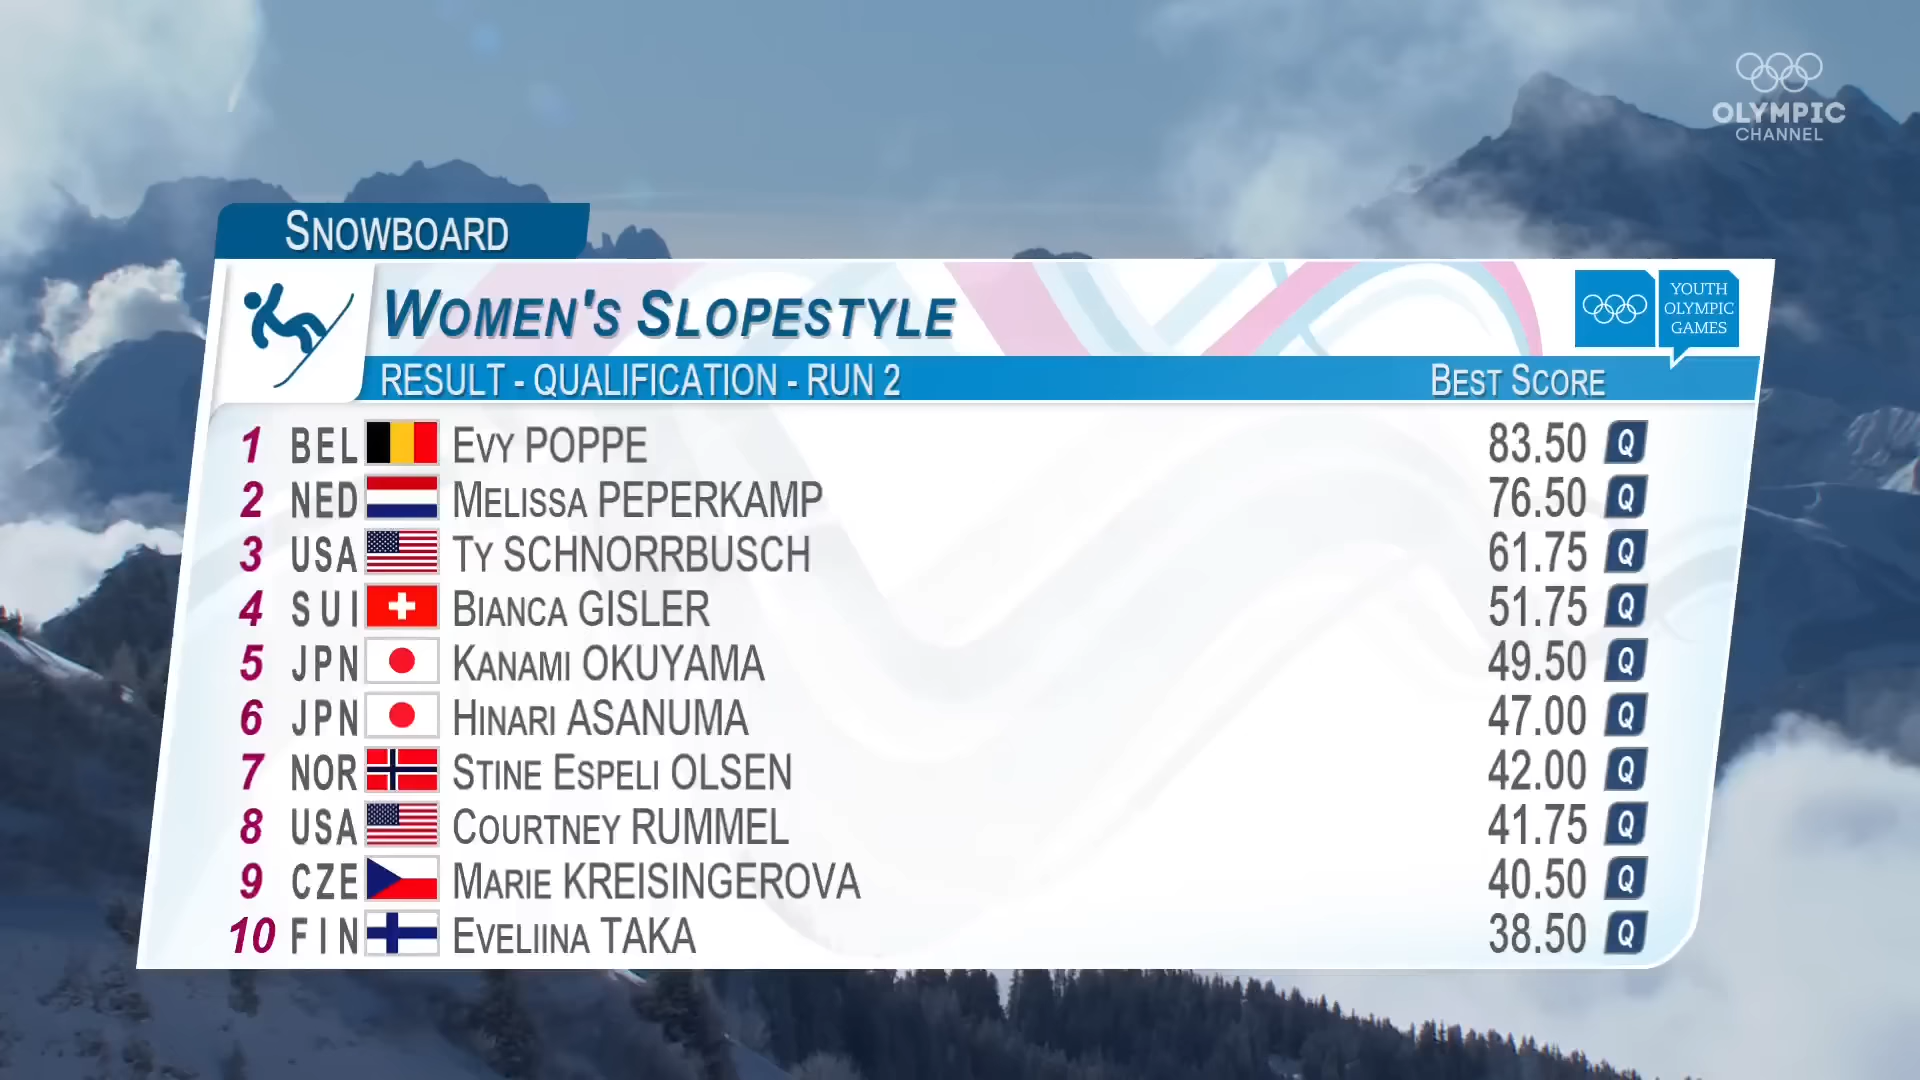 OLYMPIC
CHANNEL
SNOWBOARD
WOMEN'S SLOPESTYLE
YOUTH
OLYMPIC
GAMES
RESULT - QUALIFICATION - RUN 2 BEST SCORE
1 BEL EVY POPPE 83.50 Q
2 NED MELISSA PEPERKAMP 76.50 Q
3 USA TY SCHNORRBUSCH 61.75 Q
4 SUI BIANCA GISLER 51.75 Q
5 JPN KANAMI OKUYAMA 49.50 Q
6 JPN HINARI ASANUMA 47.00 Q
7 NOR STINE ESPELI OLSEN 42.00 Q
8 USA COURTNEY RUMMEL 41.75 Q
9 CZE MARIE KREISINGEROVA 40.50 Q
10 FIN EVELIINA TAKA 38.50 Q